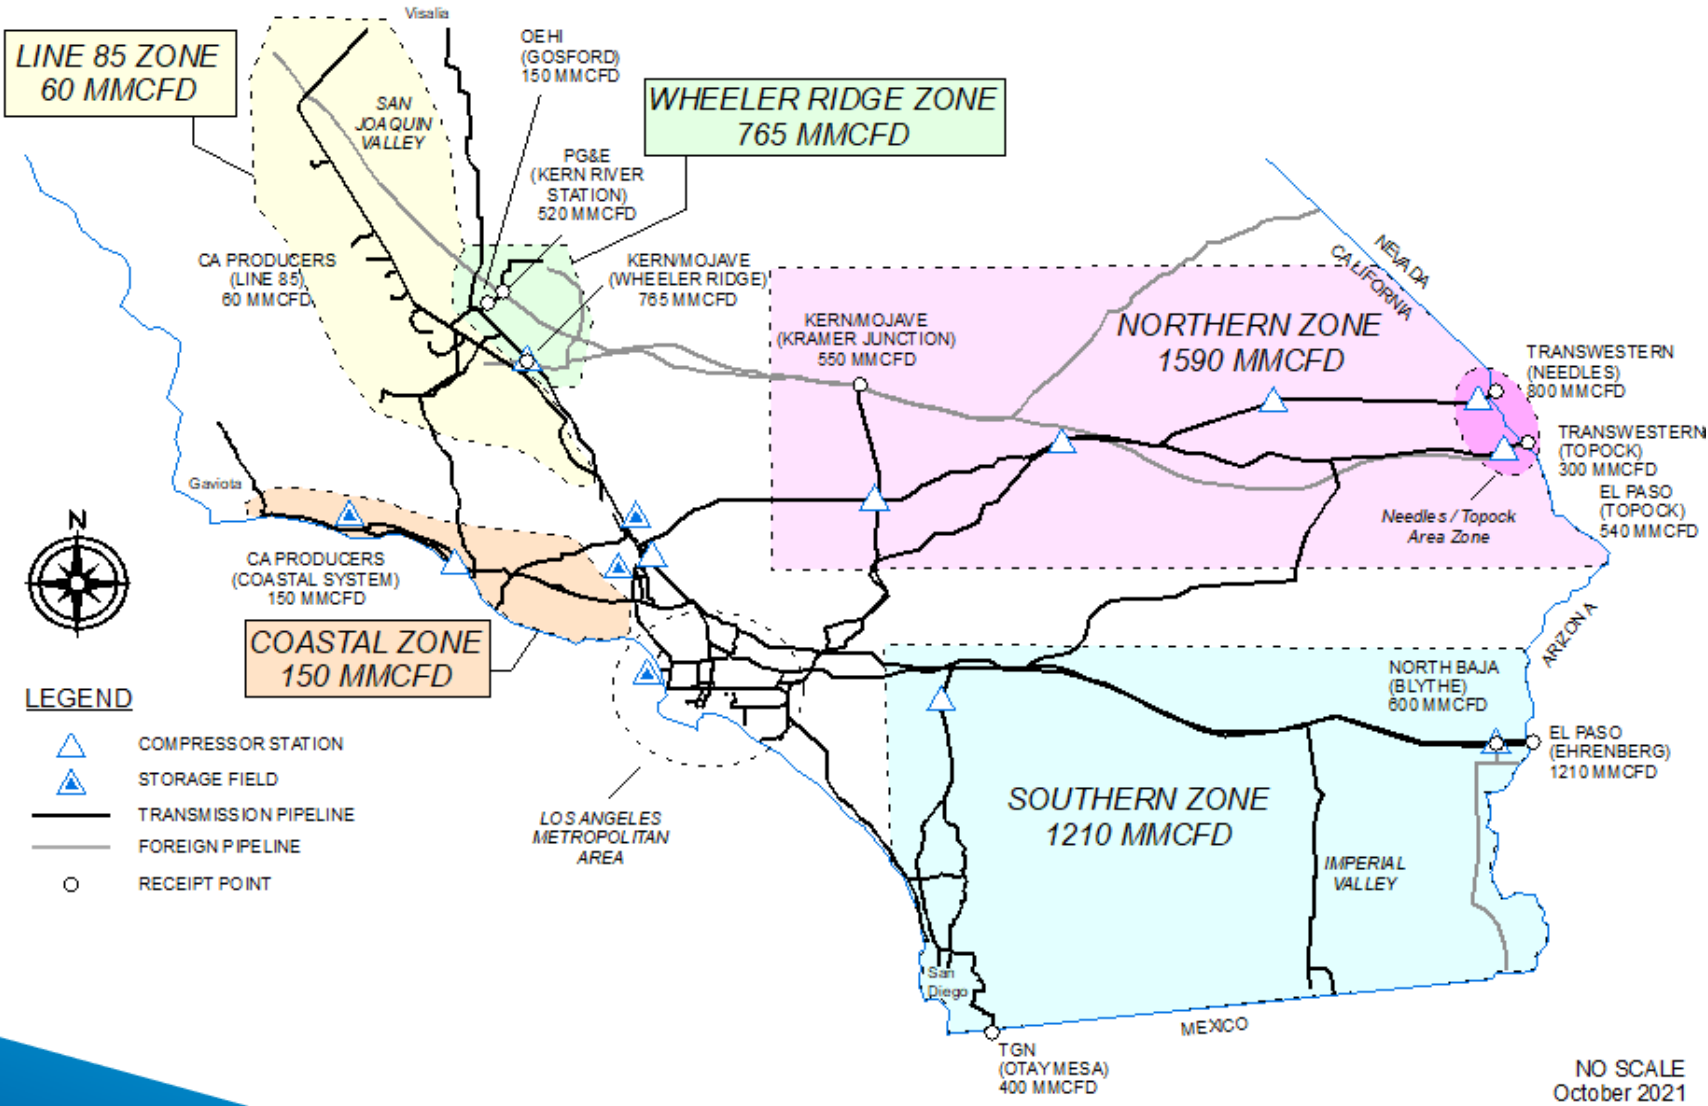 Visalia
LINE 85 ZONE
60 MMCFD
OEHI
(GOSFORD)
150 MMCFD
WHEELER RIDGE ZONE
765 MMCFD
SAN
JOAQUIN
VALLEY
PG&E
(KERN RIVER
STATION)
520 MMCFD
CA PRODUCERS
(LINE 85)
60 MMCFD
KERN/MOJAVE
(WHEELER RIDGE)
765 MMCFD
NEVADA
CALIFORNIA
KERN/MOJAVE
(KRAMER JUNCTION)
550 MMCFD
NORTHERN ZONE
1590 MMCFD
TRANSWESTERN
(NEEDLES)
800 MMCFD
TRANSWESTERN
(TOPOCK)
300 MMCFD
EL PASO
(TOPOCK)
540 MMCFD
Needles / Topock
Area Zone
Gaviota
N
CA PRODUCERS
(COASTAL SYSTEM)
150 MMCFD
COASTAL ZONE
150 MMCFD
ARIZONA
NORTH BAJA
(BLYTHE)
600 MMCFD
EL PASO
(EHRENBERG)
1210 MMCFD
LEGEND
COMPRESSOR STATION
STORAGE FIELD
TRANSMISSION PIPELINE
FOREIGN PIPELINE
RECEIPT POINT
LOS ANGELES
METROPOLITAN
AREA
SOUTHERN ZONE
1210 MMCFD
IMPERIAL
VALLEY
San
Diego
MEXICO
TGN
(OTAY MESA)
400 MMCFD
NO SCALE
October 2021